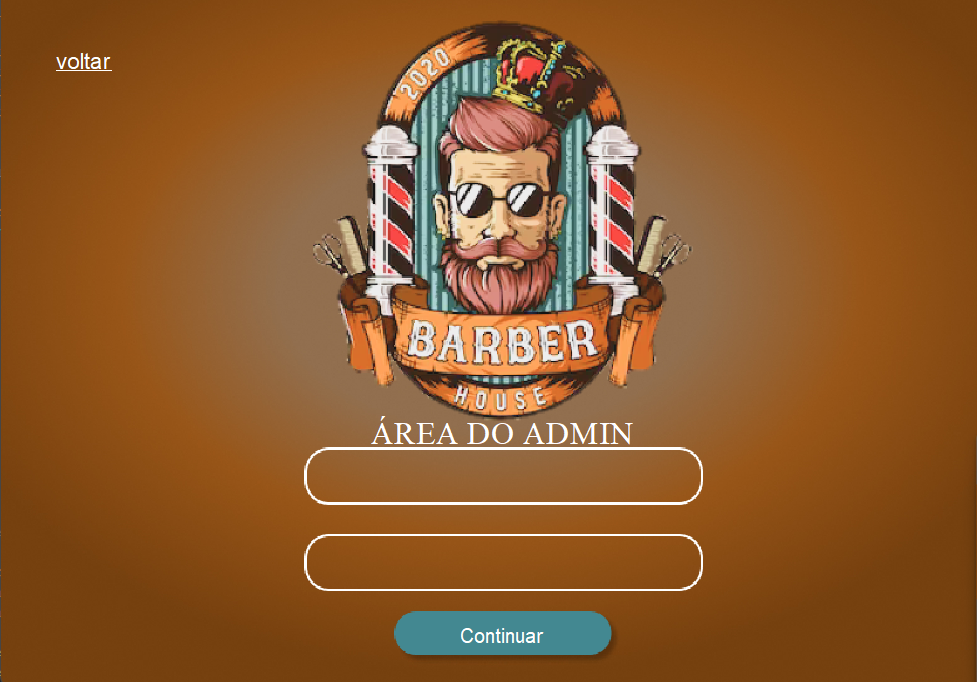 voltar
2020
BARBER
HOUSE
ÁREA DO ADMIN
Continuar